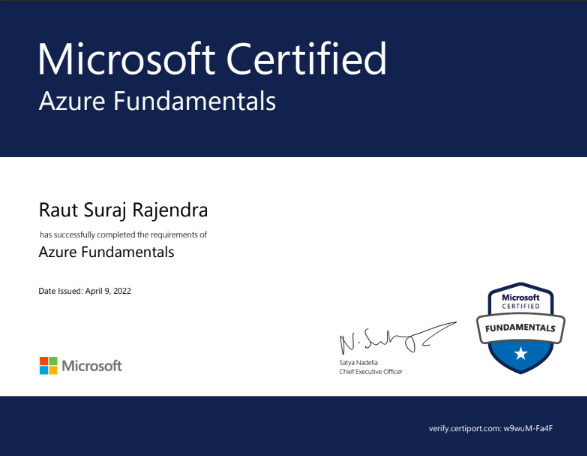 Microsoft Certified
Azure Fundamentals
Raut Suraj Rajendra
has successfully completed the requirements of
Azure Fundamentals
Date Issued: April 9, 2022
Microsoft
CERTIFIED
FUNDAMENTALS
N. Satya
Satya Nadella
Chief Executive Officer
Microsoft
verify.certiport.com: w9wuM-Fa4F